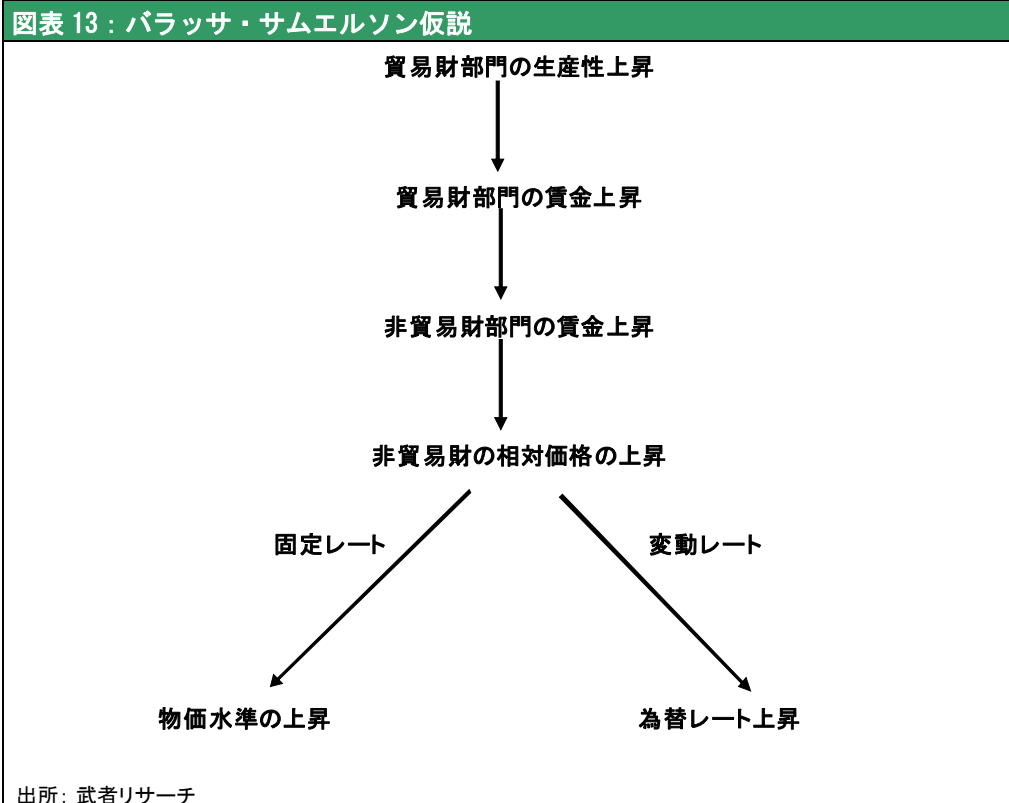 図表 13：バラッサ・サムエルソン仮説
貿易財部門の生産性上昇
貿易財部門の賃金上昇
非貿易財部門の賃金上昇
非貿易財の相対価格の上昇
固定レート
変動レート
物価水準の上昇
為替レート上昇
出所：武者リサーチ